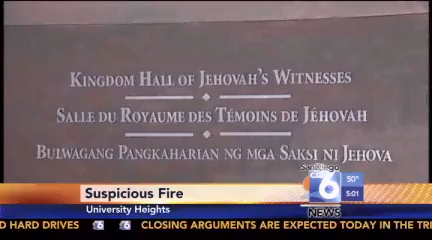 KINGDOM HALL OF JEHOVAH'S WITNESSES
SALLE DU ROYAUME DES TÉMOINS DE JÉHOVAH
BULWAGANG PANGKAHARIAN NG MGA SAKSI NI JEHOVA
Suspicious Fire
University Heights
San Diego
6
NEWS
50°
5:01
D HARD DRIVES 6 6 CLOSING ARGUMENTS ARE EXPECTED TODAY IN THE TR